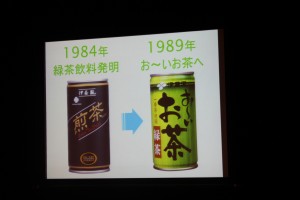 1984年
緑茶飲料発明
1989年
お～いお茶へ
伊藤園
煎茶
お～い
お茶
緑茶